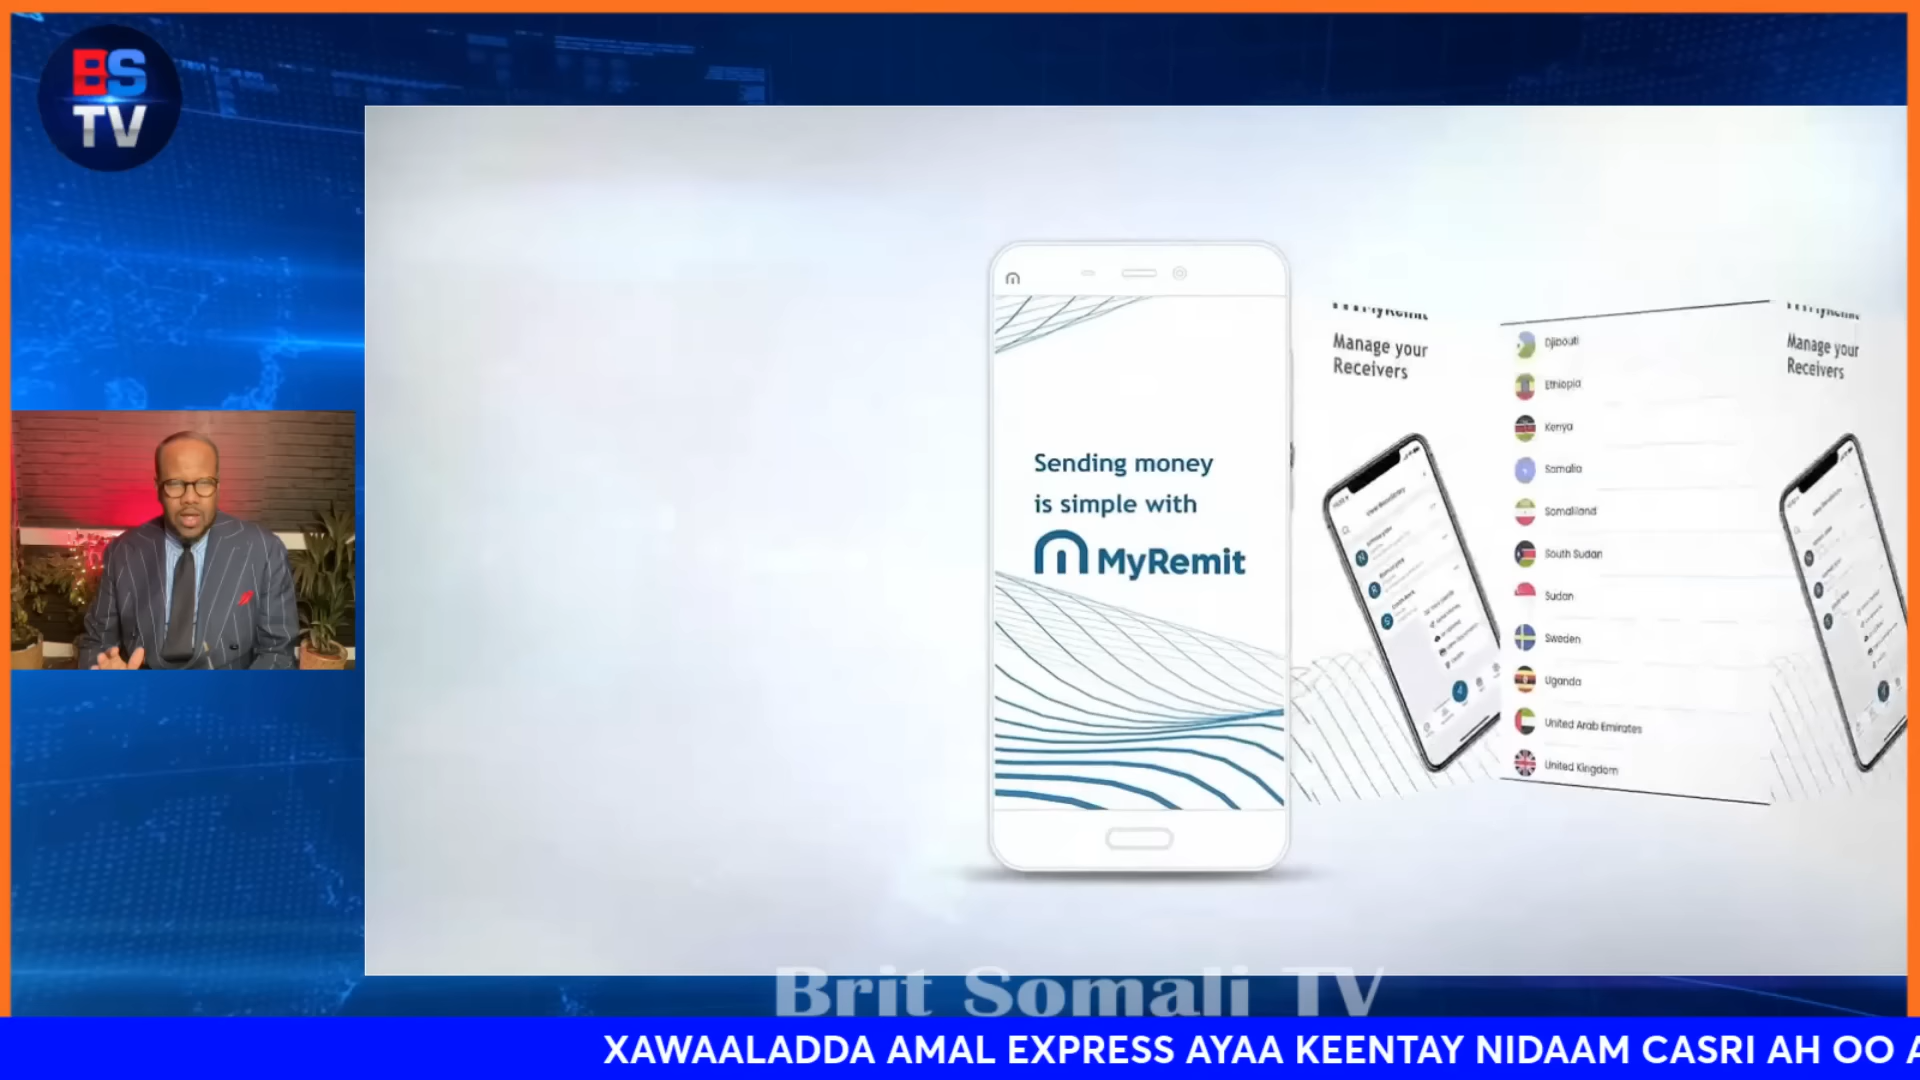 BS
TV
Sending money
is simple with
MyRemit
MyRemit
Manage your
Receivers
Djibouti
Ethiopia
Kenya
Somalia
Somaliland
South Sudan
Sudan
Sweden
Uganda
United Arab Emirates
United Kingdom
MyRemit
Manage your
Receivers
Brit Somali TV
XAWAALADDA AMAL EXPRESS AYAA KEENTAY NIDAAM CASRI AH OO